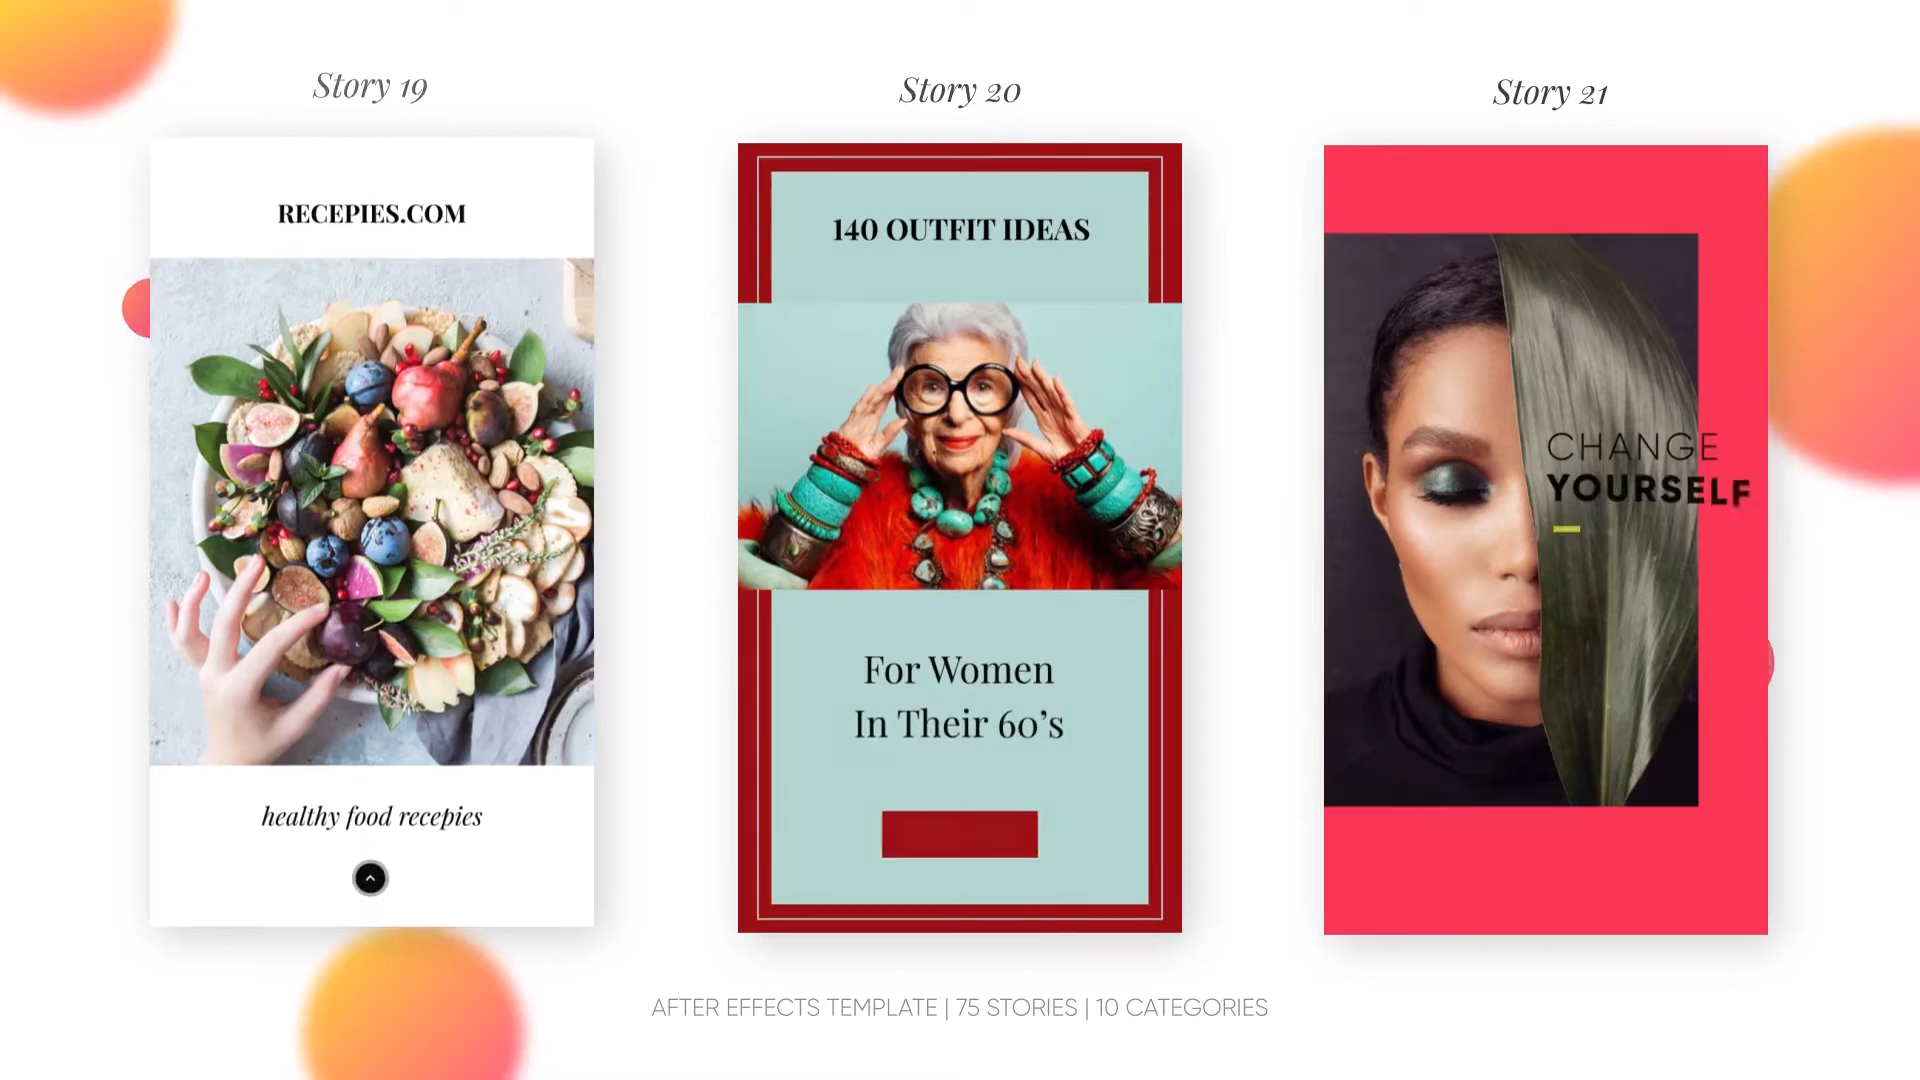 Story 19
RECEPIES.COM
healthy food recepies
Story 20
140 OUTFIT IDEAS
For Women
In Their 60’s
Story 21
CHANGE
YOURSELF
AFTER EFFECTS TEMPLATE | 75 STORIES | 10 CATEGORIES